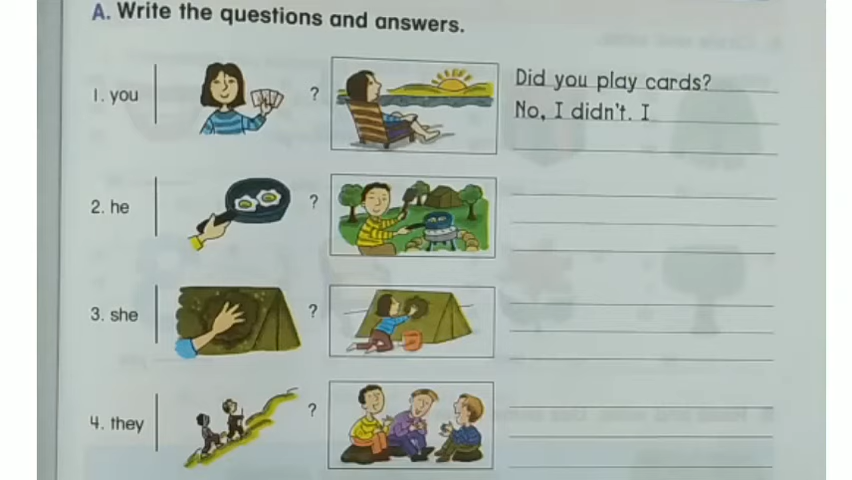 A. Write the questions and answers.
1. you ? Did you play cards?
No, I didn't. I
2. he ?
3. she ?
4. they ?